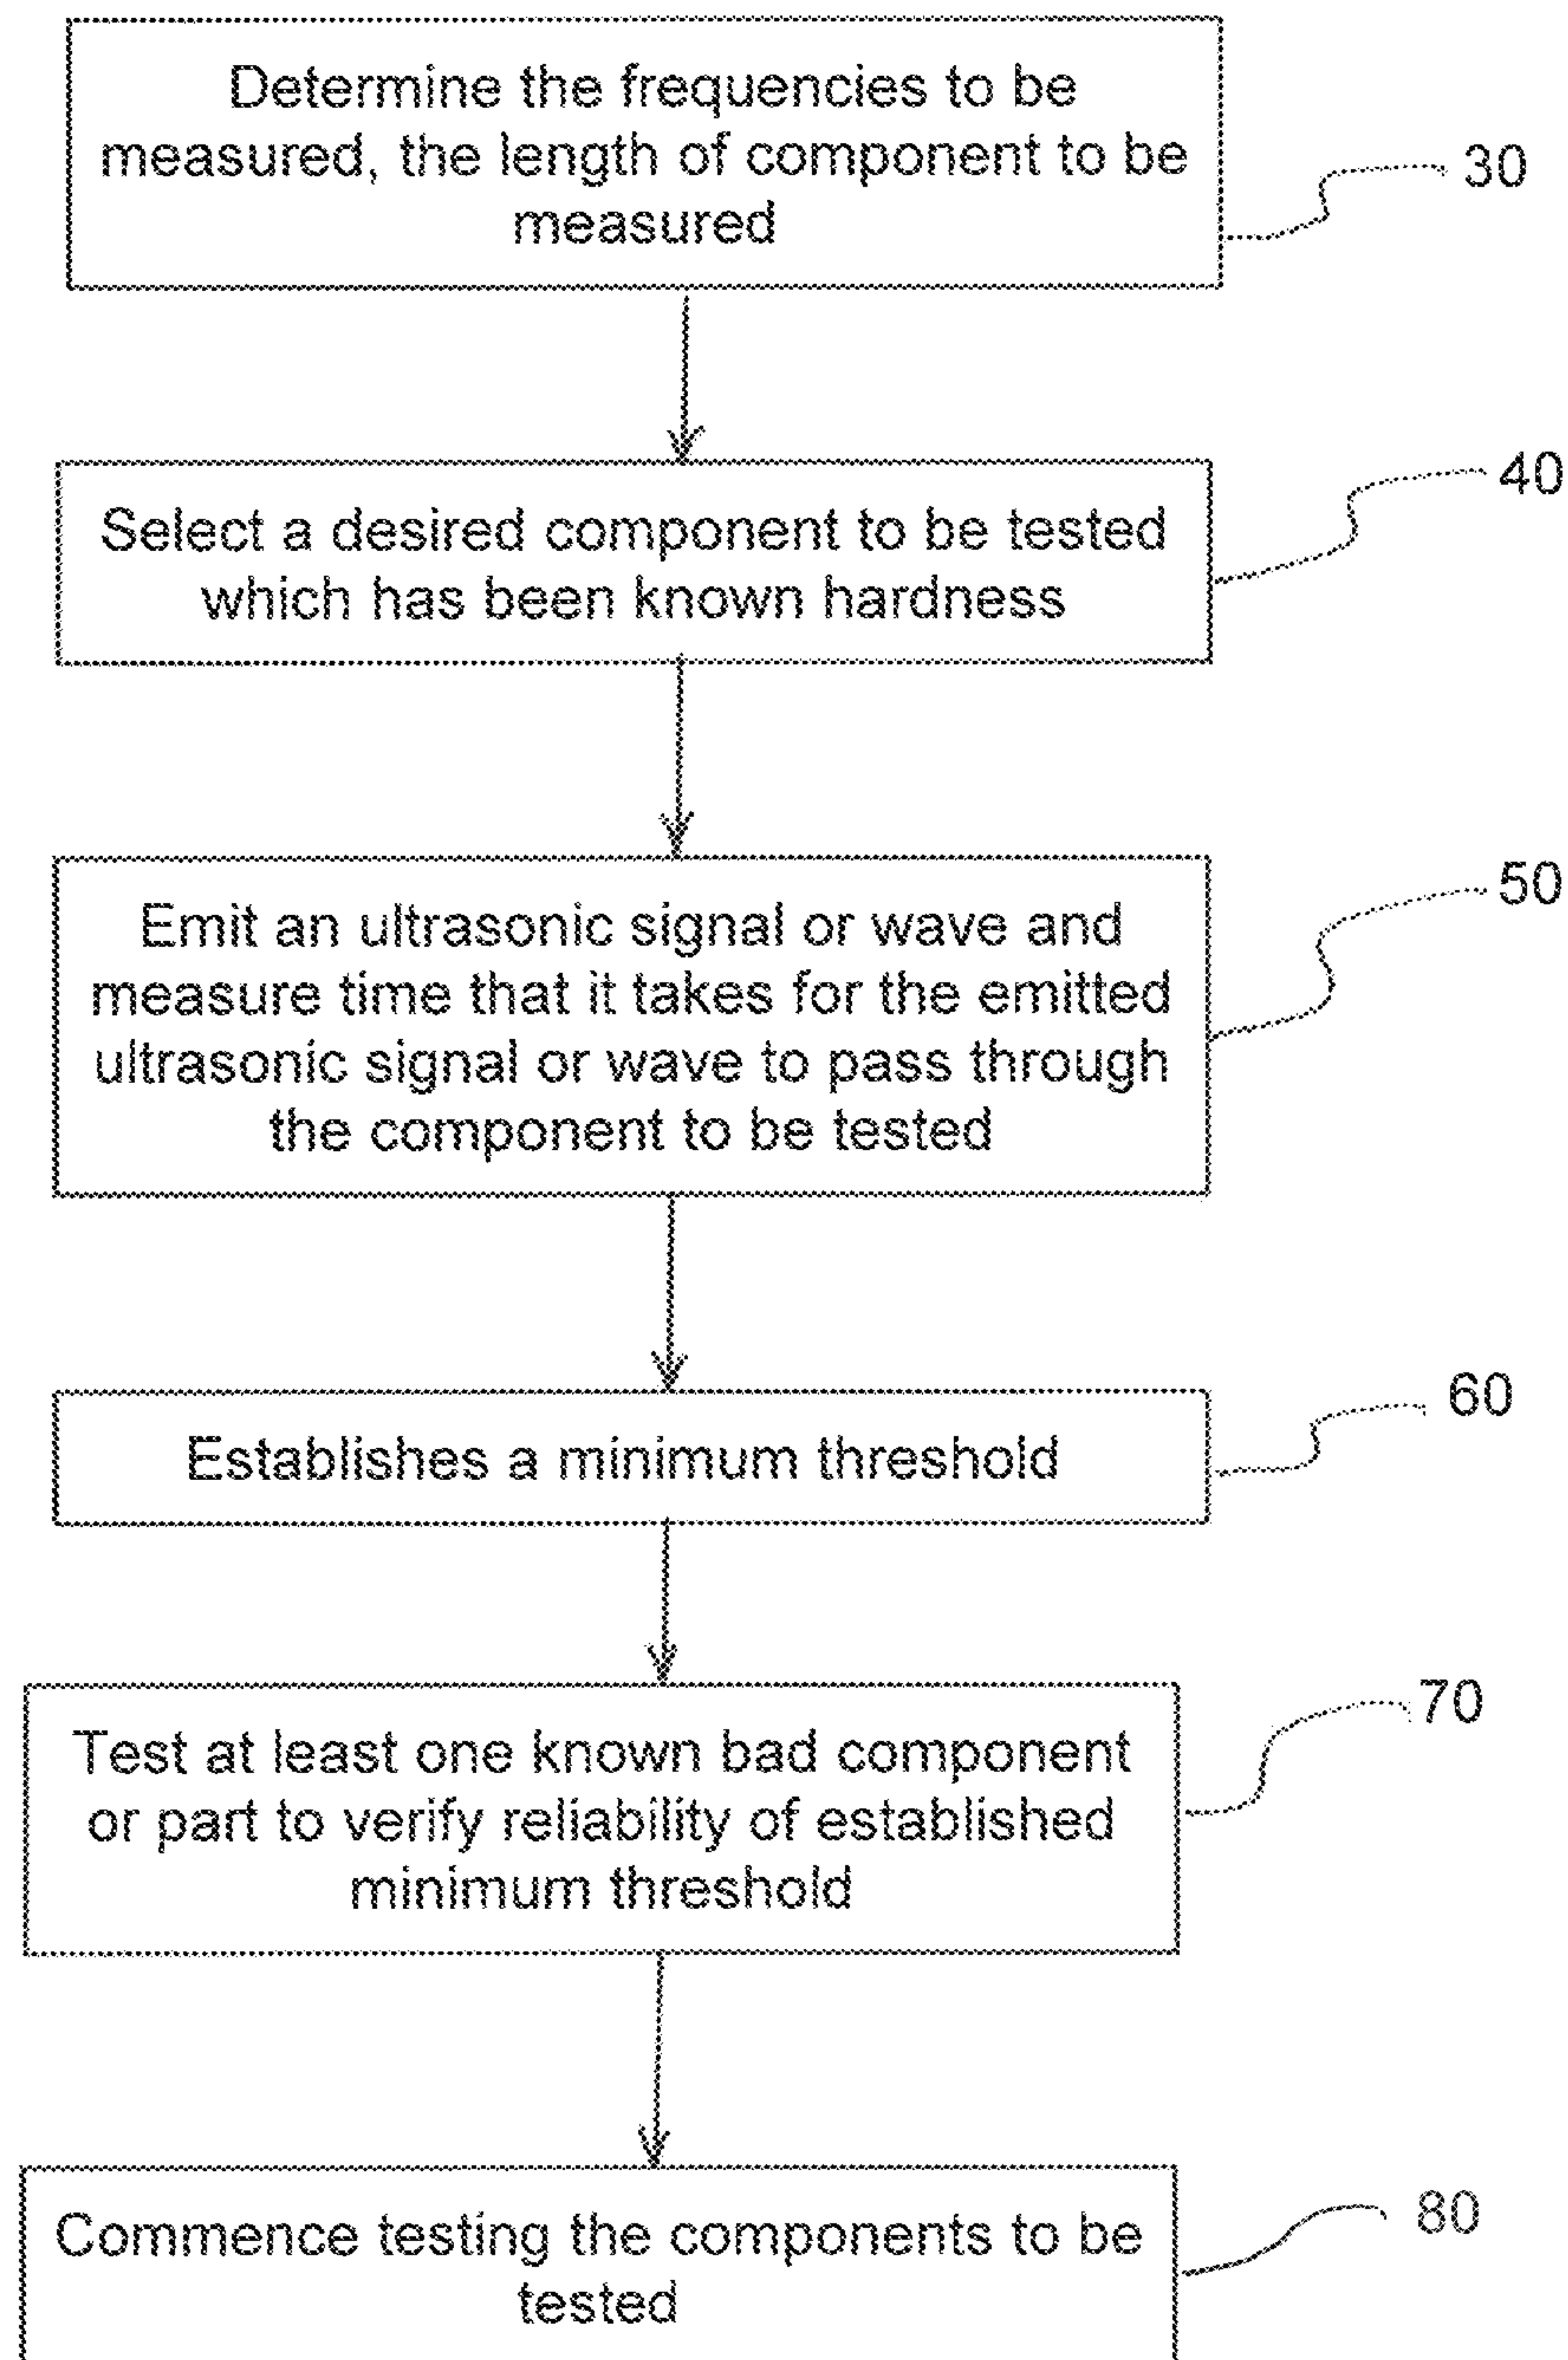 Determine the frequencies to be
measured, the length of component to be
measured
30
Select a desired component to be tested
which has been known hardness
40
Emit an ultrasonic signal or wave and
measure time that it takes for the emitted
ultrasonic signal or wave to pass through
the component to be tested
50
Establishes a minimum threshold
60
Test at least one known bad component
or part to verify reliability of established
minimum threshold
70
Commence testing the components to be
tested
80